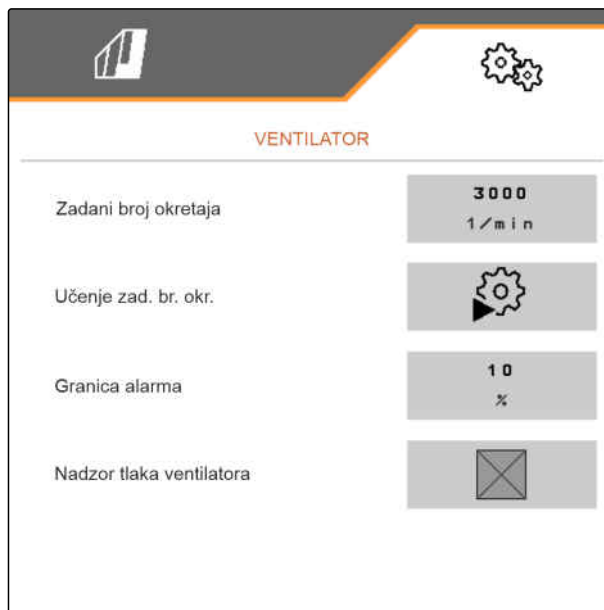 VENTILATOR
Zadani broj okretaja
3000
1/min
Učenje zad. br. okr.
Granica alarma
10
%
Nadzor tlaka ventilatora